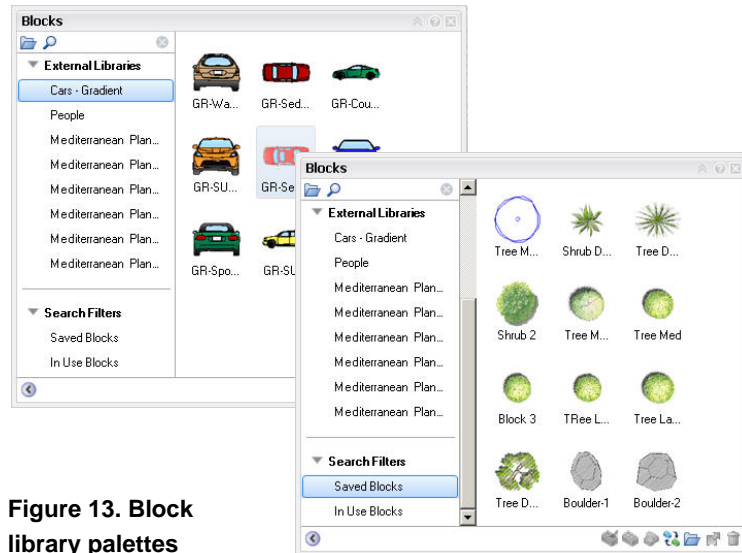 Blocks
External Libraries
Cars - Gradient
People
Mediterranean Plan...
Mediterranean Plan...
Mediterranean Plan...
Mediterranean Plan...
Mediterranean Plan...
Mediterranean Plan...
Search Filters
Saved Blocks
In Use Blocks
GR-Wa... GR-Sed... GR-Cou...
GR-SU... GR-Se
GR-Spo... GR-SU
Blocks
External Libraries
Cars - Gradient
People
Mediterranean Plan...
Mediterranean Plan...
Mediterranean Plan...
Mediterranean Plan...
Mediterranean Plan...
Mediterranean Plan...
Search Filters
Saved Blocks
In Use Blocks
Tree M... Shrub D... Tree D...
Shrub 2 Tree M... Tree Med
Block 3 TRee L... Tree La...
Tree D... Boulder-1 Boulder-2
Figure 13. Block
library palettes